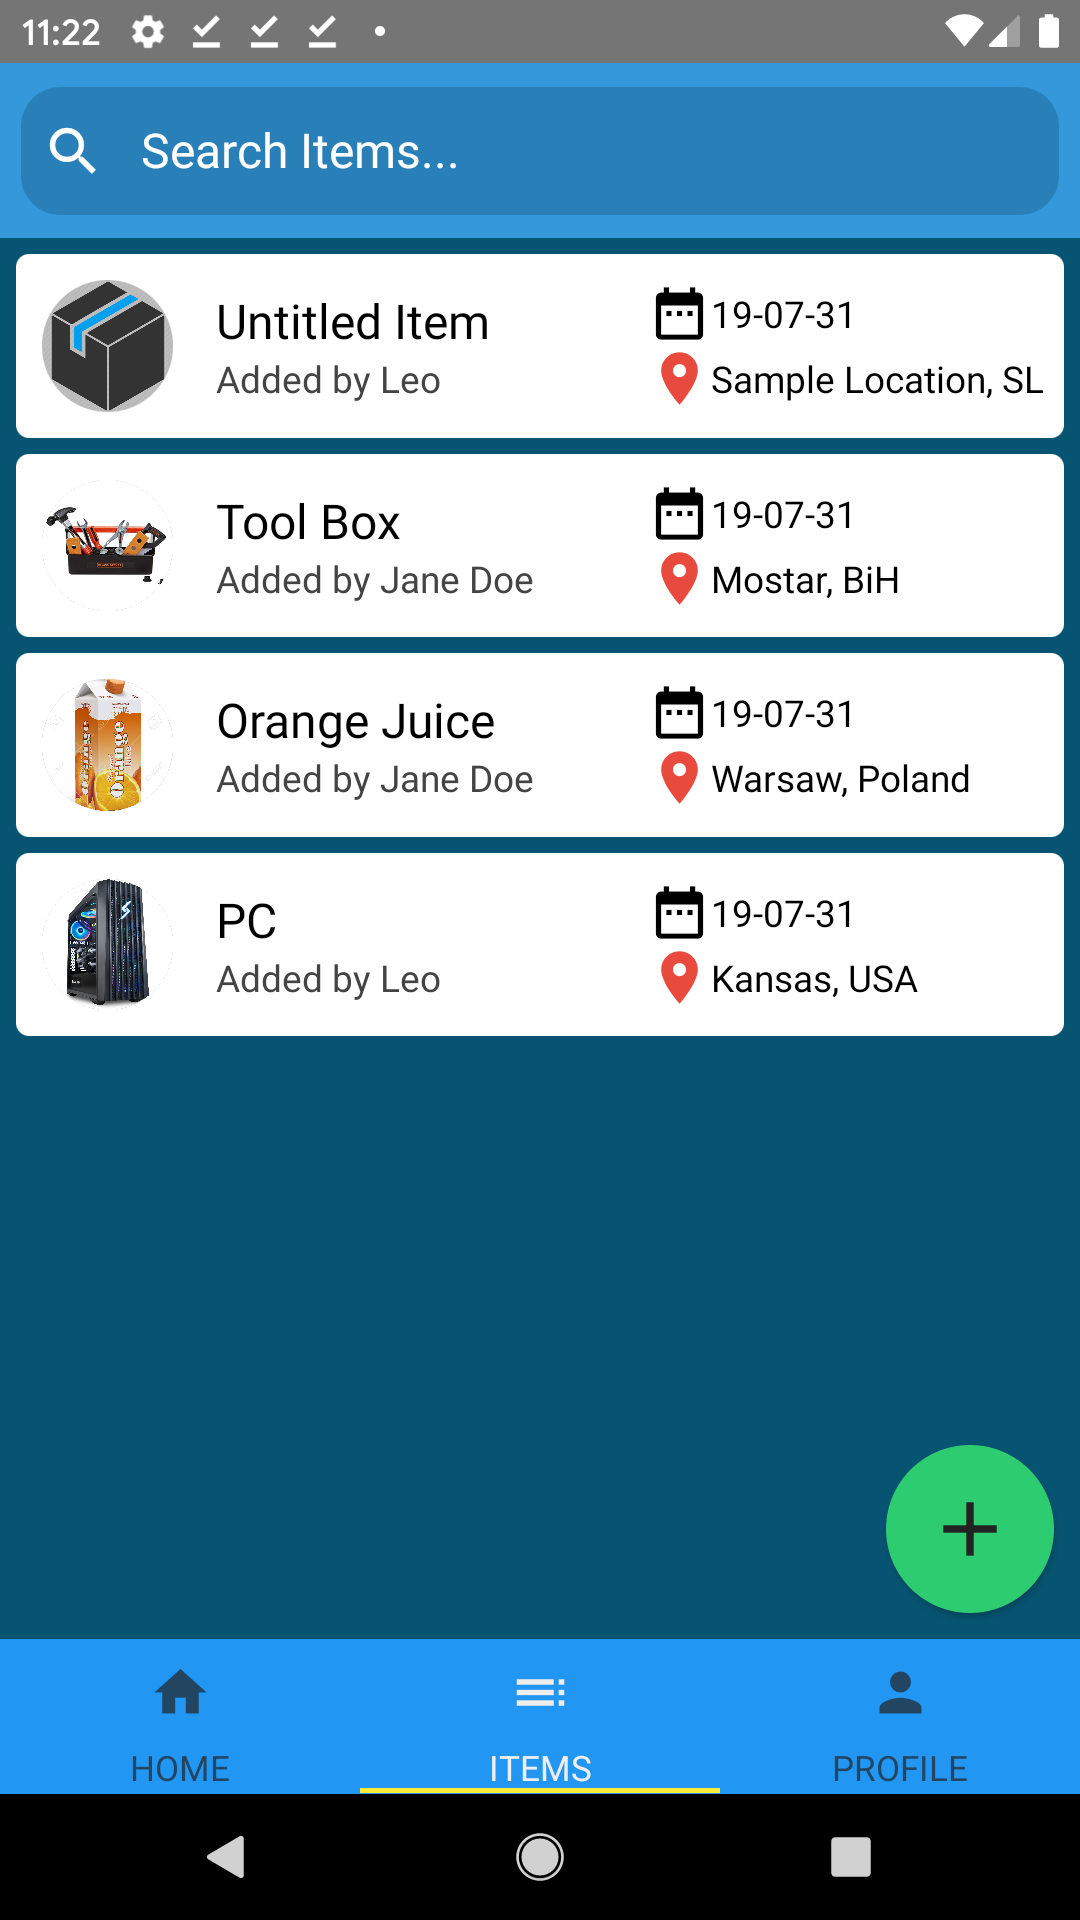 11:22
Search Items...
Untitled Item
Added by Leo
19-07-31
Sample Location, SL
Tool Box
Added by Jane Doe
19-07-31
Mostar, BiH
Orange Juice
Added by Jane Doe
19-07-31
Warsaw, Poland
Orange
Orange
PC
Added by Leo
19-07-31
Kansas, USA
HOME
ITEMS
PROFILE